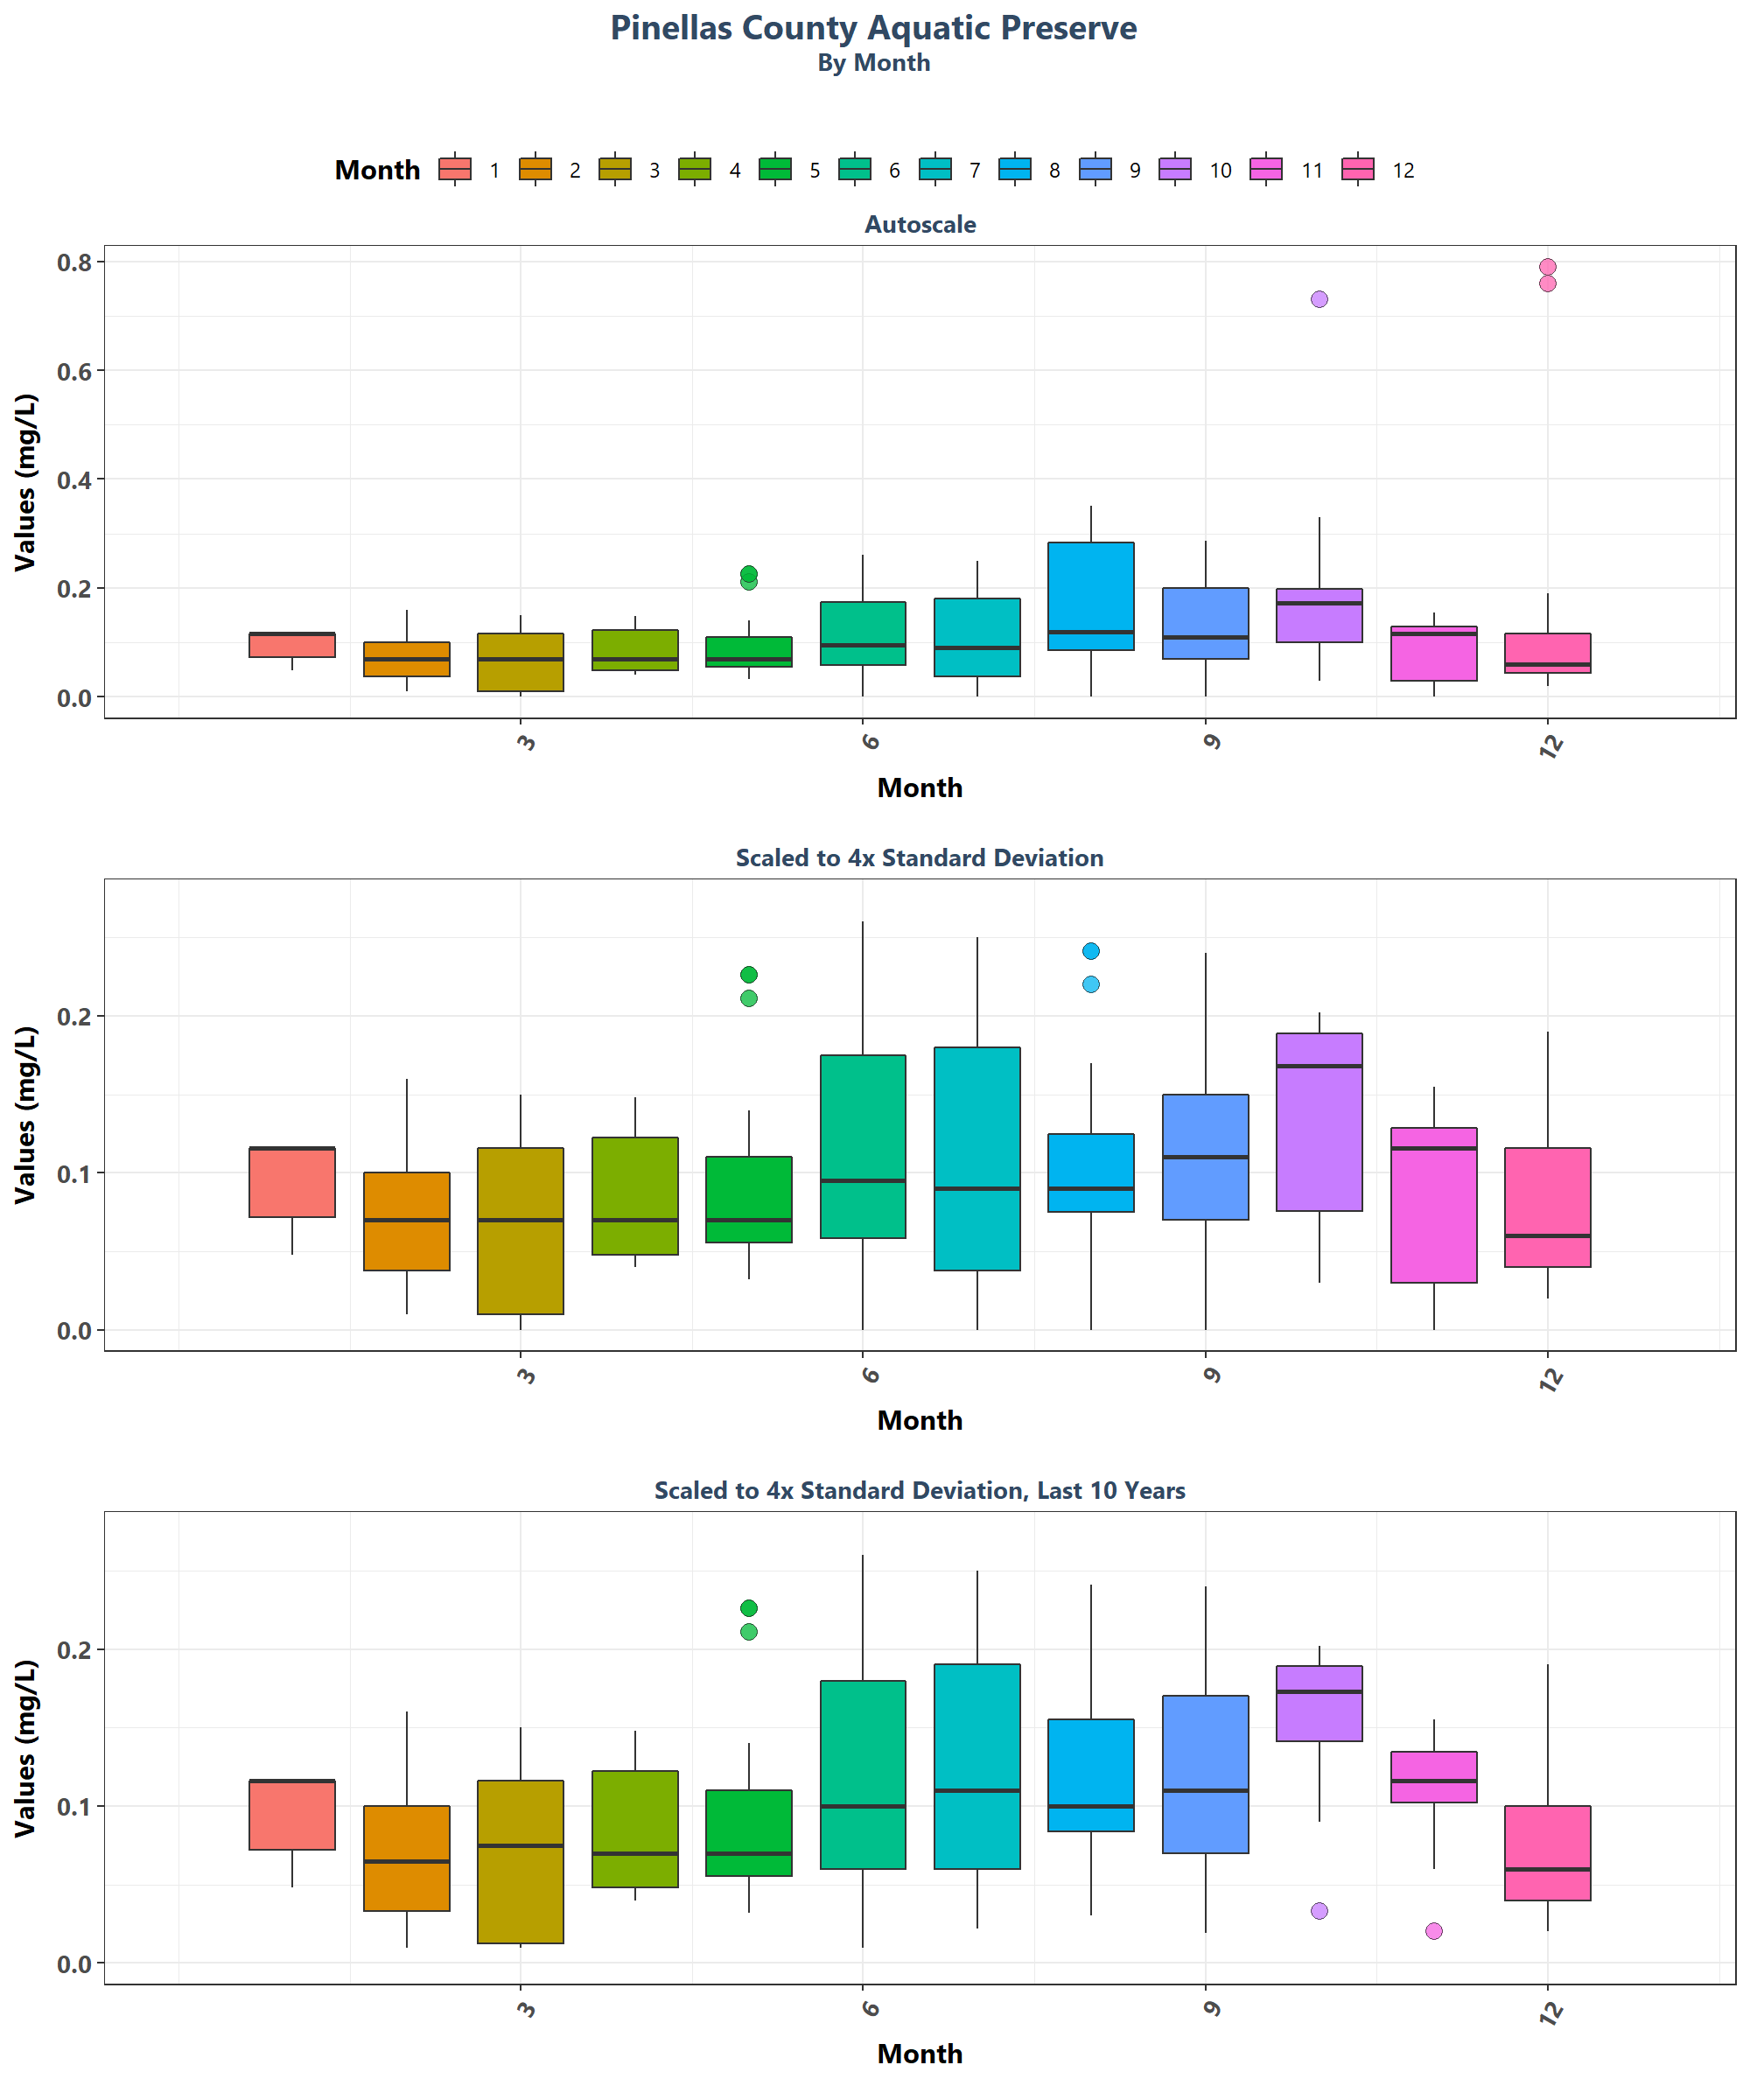 Pinellas County Aquatic Preserve
By Month
Month 1 2 3 4 5 6 7 8 9 10 11 12
Autoscale
Values (mg/L)
0.8
0.6
0.4
0.2
0.0
3 6 9 12
Month
Scaled to 4x Standard Deviation
Values (mg/L)
0.2
0.1
0.0
3 6 9 12
Month
Scaled to 4x Standard Deviation, Last 10 Years
Values (mg/L)
0.2
0.1
0.0
3 6 9 12
Month